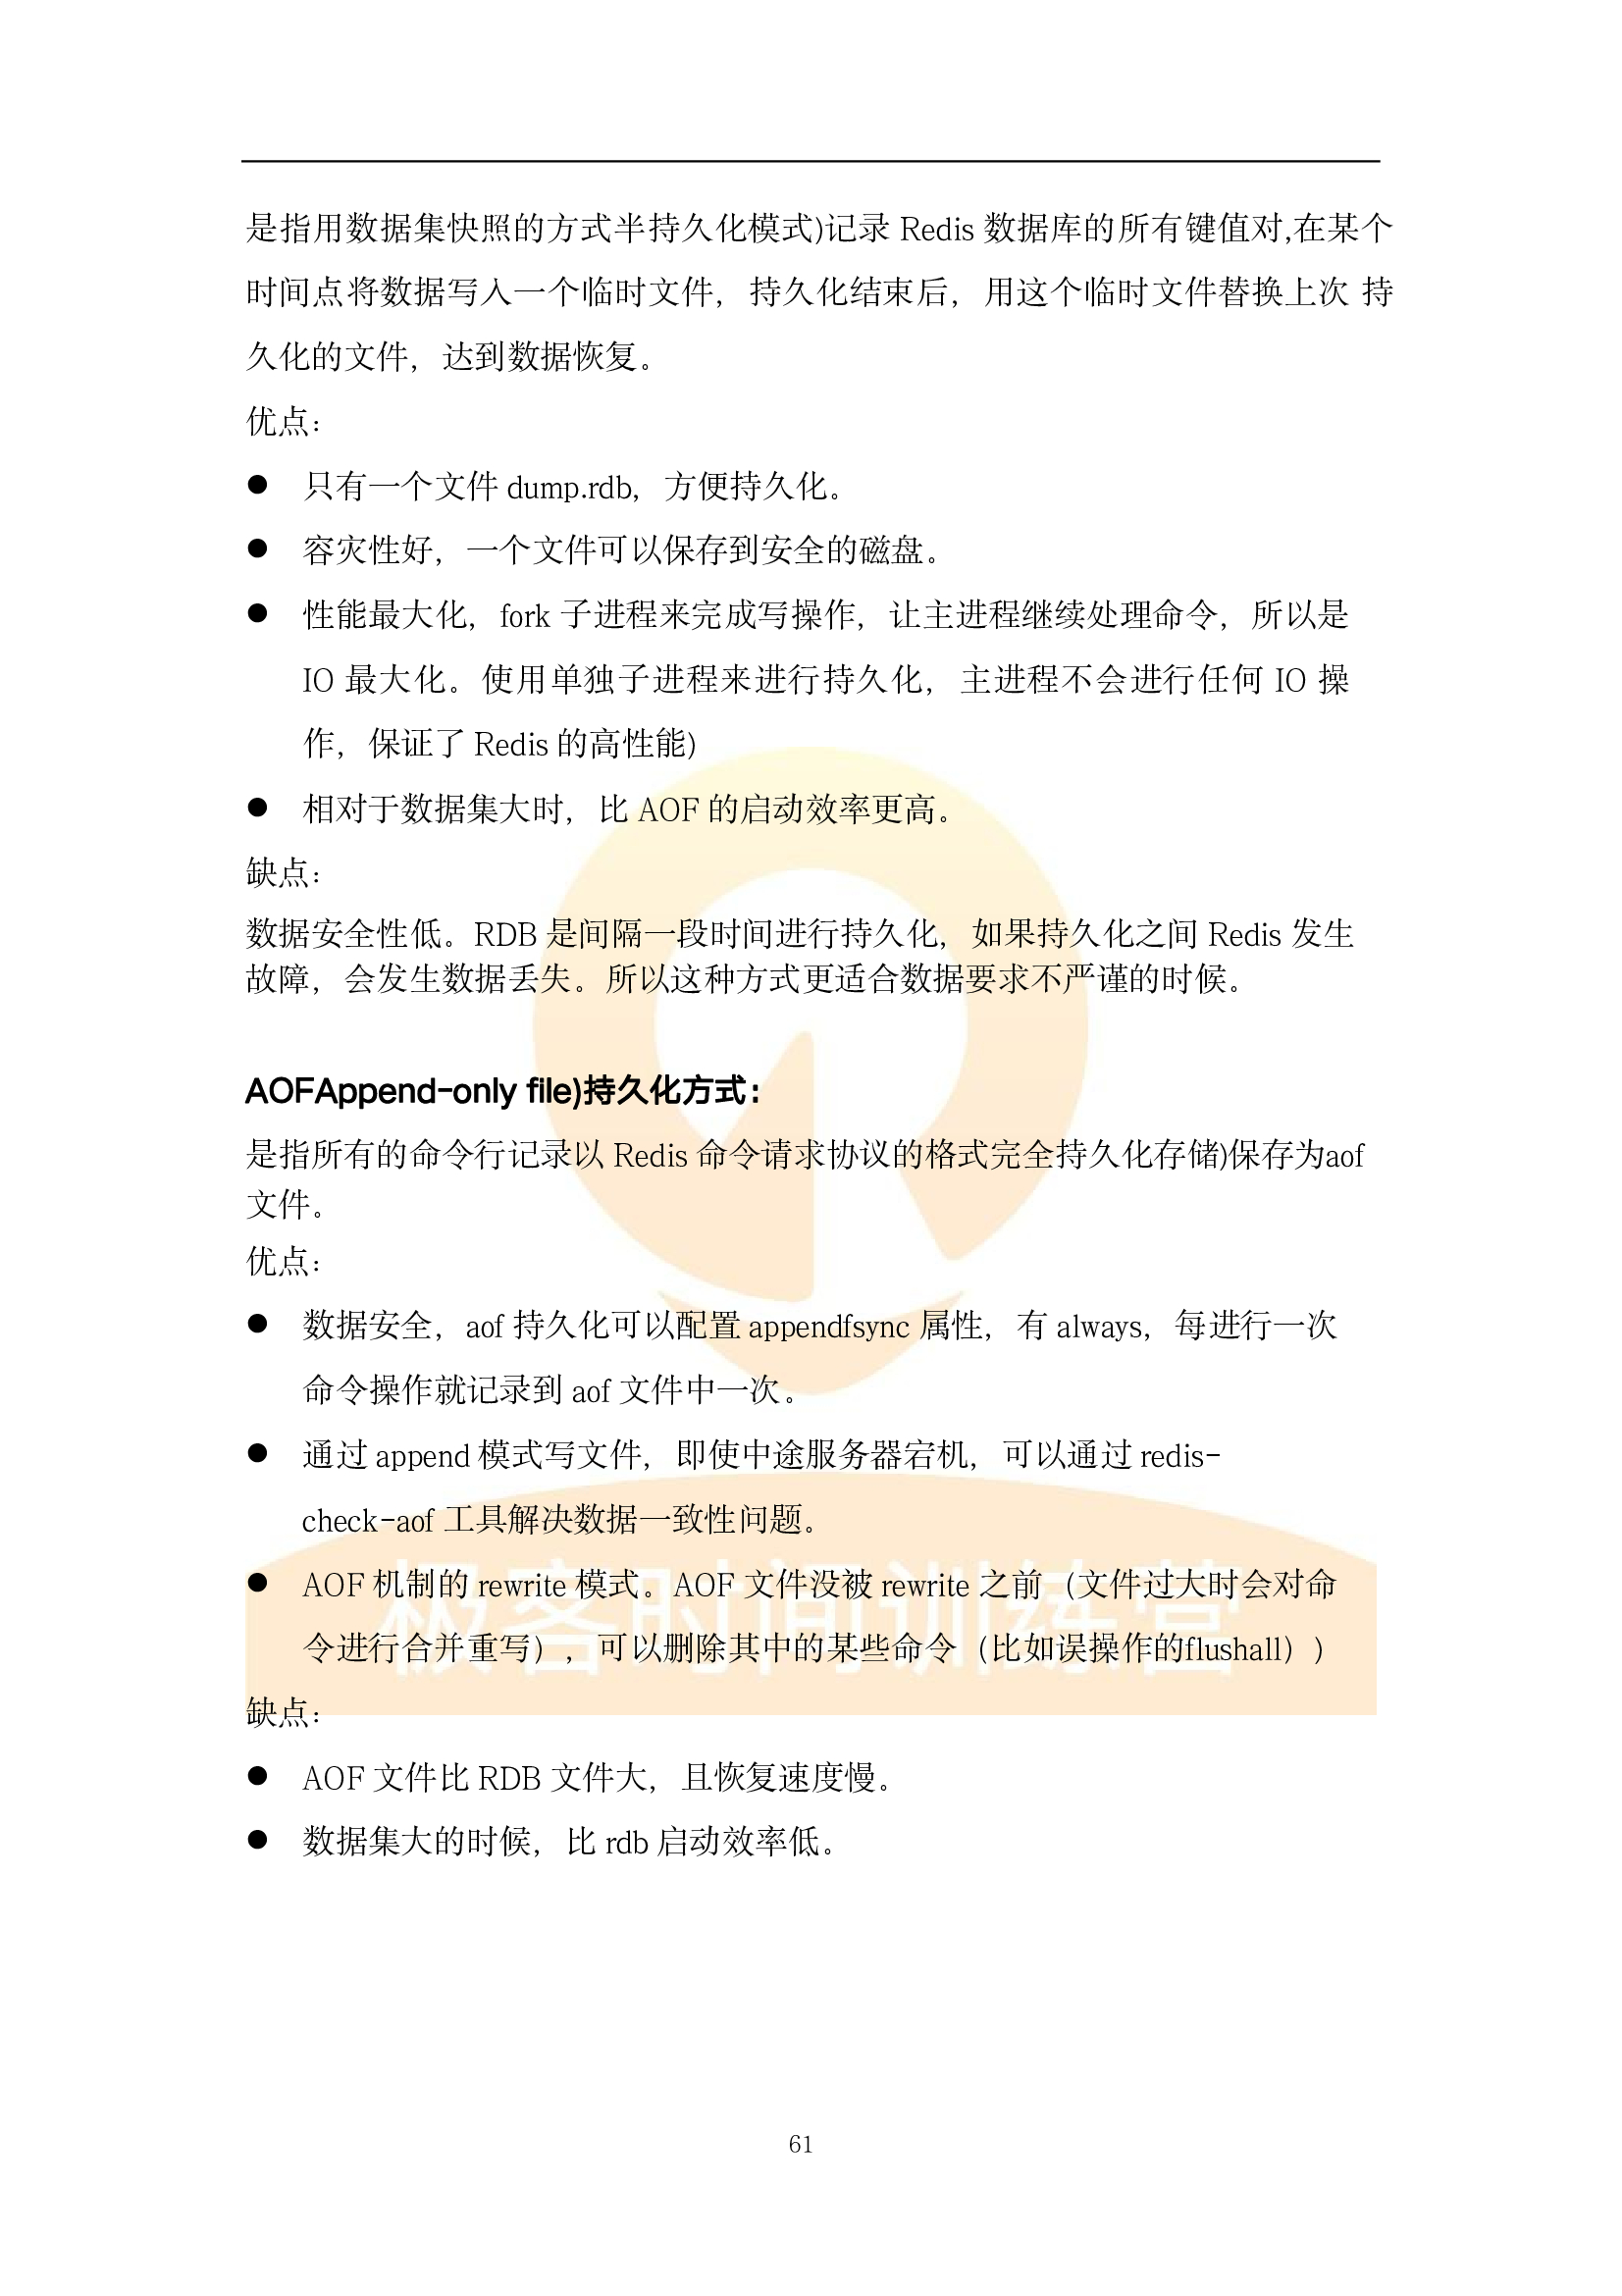 是指用数据集快照的方式半持久化模式)记录 Redis 数据库的所有键值对,在某个
时间点将数据写入一个临时文件，持久化结束后，用这个临时文件替换上次 持
久化的文件，达到数据恢复。
优点：
● 只有一个文件 dump.rdb，方便持久化。
● 容灾性好，一个文件可以保存到安全的磁盘。
● 性能最大化，fork 子进程来完成写操作，让主进程继续处理命令，所以是
IO 最大化。使用单独子进程来进行持久化，主进程不会进行任何 IO 操
作，保证了 Redis 的高性能)
● 相对于数据集大时，比 AOF 的启动效率更高。
缺点：
数据安全性低。RDB 是间隔一段时间进行持久化，如果持久化之间 Redis 发生
故障，会发生数据丢失。所以这种方式更适合数据要求不严谨的时候。
AOFAppend-only file)持久化方式：
是指所有的命令行记录以 Redis 命令请求协议的格式完全持久化存储)保存为aof
文件。
优点：
● 数据安全，aof 持久化可以配置 appendfsync 属性，有 always，每进行一次
命令操作就记录到 aof 文件中一次。
● 通过 append 模式写文件，即使中途服务器宕机，可以通过 redis-
check-aof 工具解决数据一致性问题。
● AOF 机制的 rewrite 模式。AOF 文件没被 rewrite 之前（文件过大时会对命
令进行合并重写），可以删除其中的某些命令（比如误操作的flushall））
极客时间训练营
缺点：
● AOF 文件比 RDB 文件大，且恢复速度慢。
● 数据集大的时候，比 rdb 启动效率低。
61